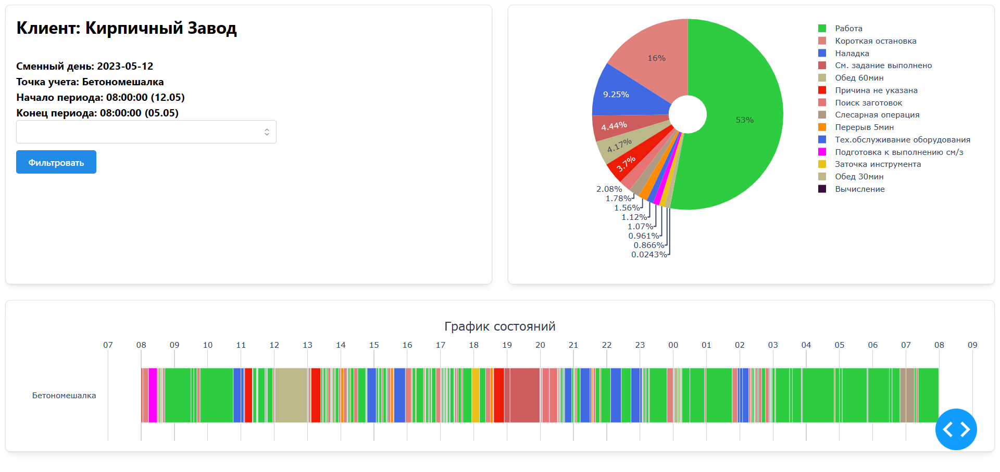 Клиент: Кирпичный Завод
Сменный день: 2023-05-12
Точка учета: Бетономешалка
Начало периода: 08:00:00 (12.05)
Конец периода: 08:00:00 (05.05)
Фильтровать
53%
16%
9.25%
4.44%
4.17%
3.7%
2.08%
1.78%
1.56%
1.12%
1.07%
0.961%
0.866%
0.0243%
Работа
Короткая остановка
Наладка
См. задание выполнено
Обед 60мин
Причина не указана
Поиск заготовок
Слесарная операция
Перерыв 5мин
Тех.обслуживание оборудования
Подготовка к выполнению см/з
Заточка инструмента
Обед 30мин
Вычисление
График состояний
07 08 09 10 11 12 13 14 15 16 17 18 19 20 21 22 23 00 01 02 03 04 05 06 07 08 09
Бетономешалка